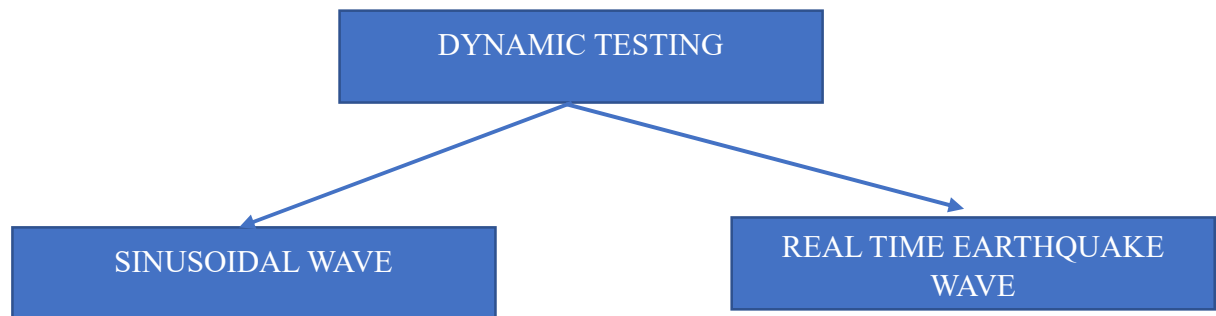 DYNAMIC TESTING
SINUSOIDAL WAVE
REAL TIME EARTHQUAKE
WAVE